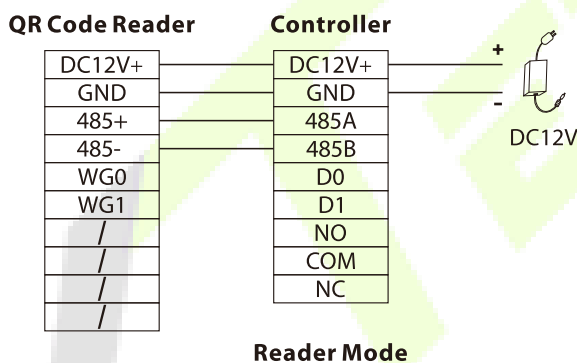 QR Code Reader Controller
DC12V+ DC12V+ +
GND GND -
485+ 485A
DC12V
485- 485B
WG0 D0
WG1 D1
/ NO
/ COM
/ NC
/
Reader Mode